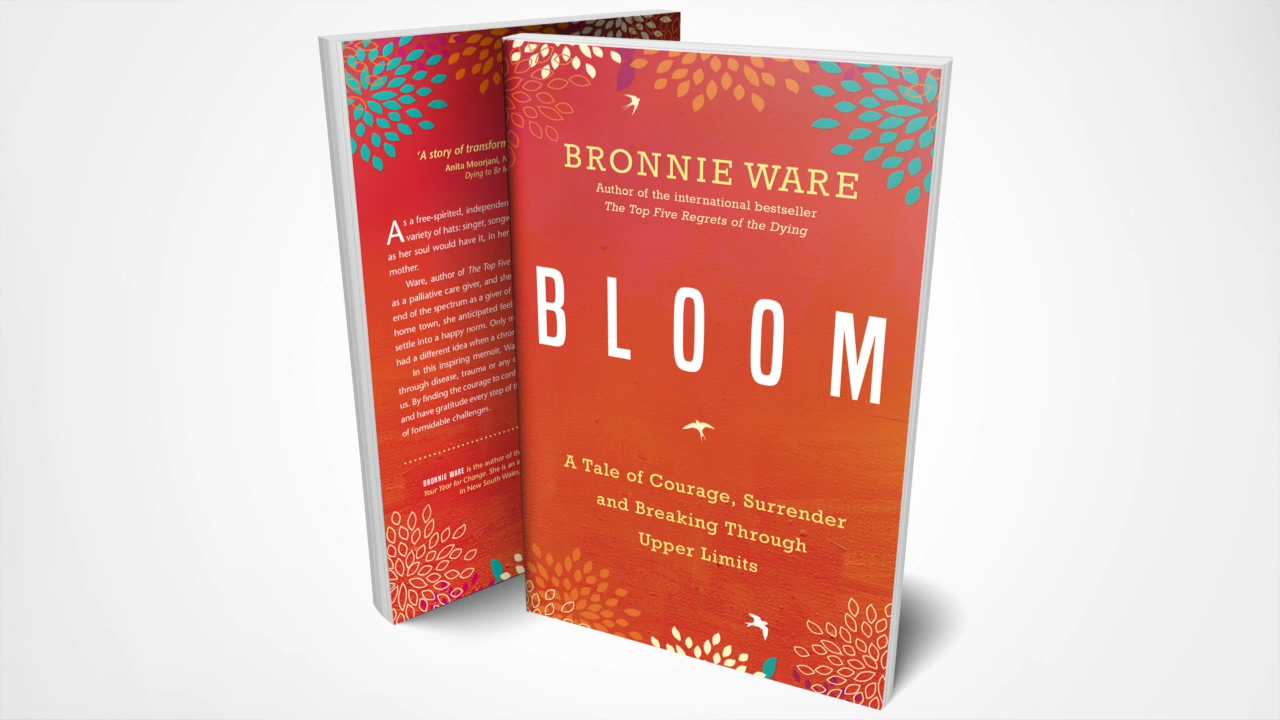 'A story of transform
Anita Moorjani, N
Dying to Be M
As a free-spirited, independen
variety of hats: singer, songw
as her soul would have it, in her
mother.
Ware, author of The Top Five
as a palliative care giver, and she
end of the spectrum as a giver of
home town, she anticipated feel
settle into a happy norm. Only m
had a different idea when a chron
In this inspiring memoir, Wa
through disease, trauma or any c
us. By finding the courage to conf
and have gratitude every step of t
of formidable challenges.
BRONNIE WARE is the author of the
Your Year for Change. She is an in
in New South Wales,
BRONNIE WARE
Author of the international bestseller
The Top Five Regrets of the Dying
BLOOM
A Tale of Courage, Surrender
and Breaking Through
Upper Limits